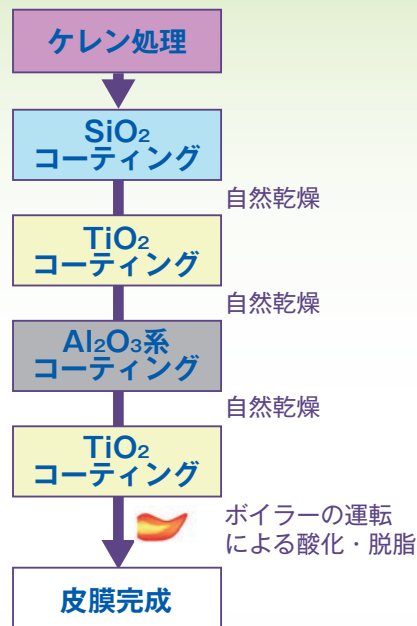 ケレン処理
SiO₂
コーティング
自然乾燥
TiO₂
コーティング
自然乾燥
Al₂O₃系
コーティング
自然乾燥
TiO₂
コーティング
ボイラーの運転
による酸化・脱脂
皮膜完成